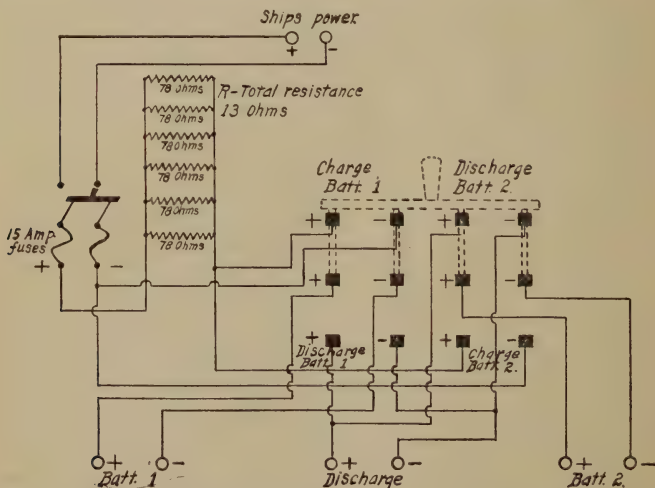 Ships power
+ -
R-Total resistance
13 Ohms
78 Ohms
78 Ohms
78 Ohms
78 Ohms
78 Ohms
78 Ohms
Charge
Batt. 1
Discharge
Batt 2.
15 Amp.
fuses
+ -
+ - + -
+ - + -
+ - + -
Discharge
Batt 1
Charge
Batt 2.
+ - + - + -
Batt. 1
Discharge
Batt. 2.